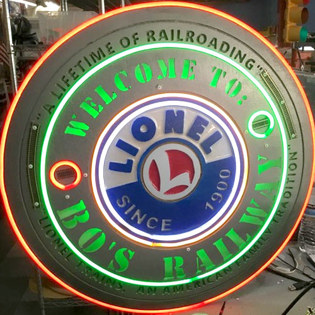 "A LIFETIME OF RAILROADING"
WELCOME TO:
LIONEL
L
SINCE 1900
BO'S RAILWAY
"LIONEL TRAINS, AN AMERICAN FAMILY TRADITION"